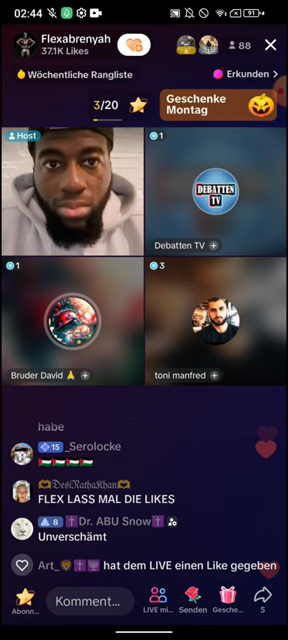 02:44
91
Flexabrenyah
37.1K Likes
88
Wöchentliche Rangliste
Erkunden >
3/20
Geschenke
Montag
Host
1
DEBATTEN
TV
Debatten TV +
1
3
Bruder David 🙏 +
toni manfred +
habe
15 _Serolocke
🇵🇸🇵🇸🇵🇸🇵🇸
🫶𝔇𝔢𝔰𝔦ℜ𝔞𝔱𝔥𝔞𝔎𝔥𝔞𝔫🫶
FLEX LASS MAL DIE LIKES
8 ✝️Dr. ABU Snow✝️
Unverschämt
Art_🦁✝️🕎 hat dem LIVE einen Like gegeben
Komment...
5
Abonn...
LIVE mi...
Senden
Gesche...